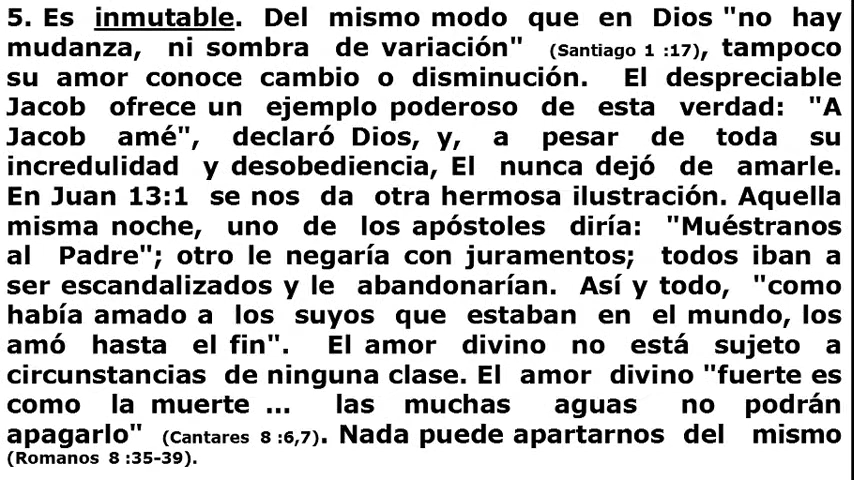 5. Es inmutable. Del mismo modo que en Dios "no hay
mudanza, ni sombra de variación" (Santiago 1 :17), tampoco
su amor conoce cambio o disminución. El despreciable
Jacob ofrece un ejemplo poderoso de esta verdad: "A
Jacob amé", declaró Dios, y, a pesar de toda su
incredulidad y desobediencia, El nunca dejó de amarle.
En Juan 13:1 se nos da otra hermosa ilustración. Aquella
misma noche, uno de los apóstoles diría: "Muéstranos
al Padre"; otro le negaría con juramentos; todos iban a
ser escandalizados y le abandonarían. Así y todo, "como
había amado a los suyos que estaban en el mundo, los
amó hasta el fin". El amor divino no está sujeto a
circunstancias de ninguna clase. El amor divino "fuerte es
como la muerte ... las muchas aguas no podrán
apagarlo" (Cantares 8 :6,7). Nada puede apartarnos del mismo
(Romanos 8 :35-39).